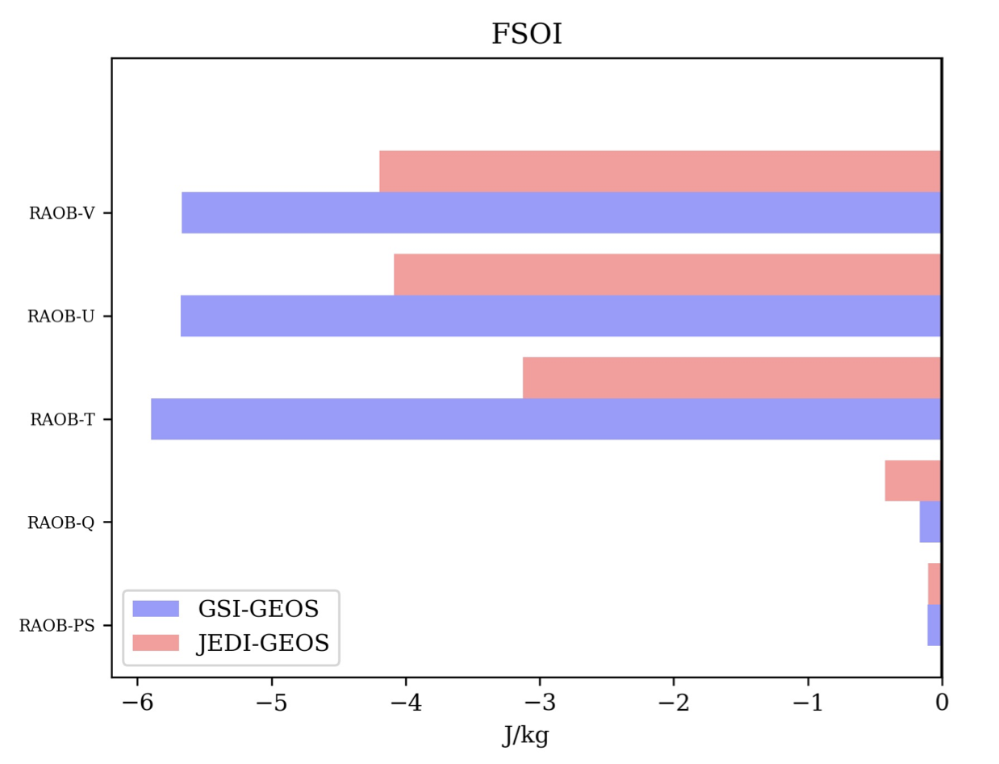 FSOI
RAOB-V
RAOB-U
RAOB-T
RAOB-Q
RAOB-PS
GSI-GEOS
JEDI-GEOS
−6 −5 −4 −3 −2 −1 0
J/kg